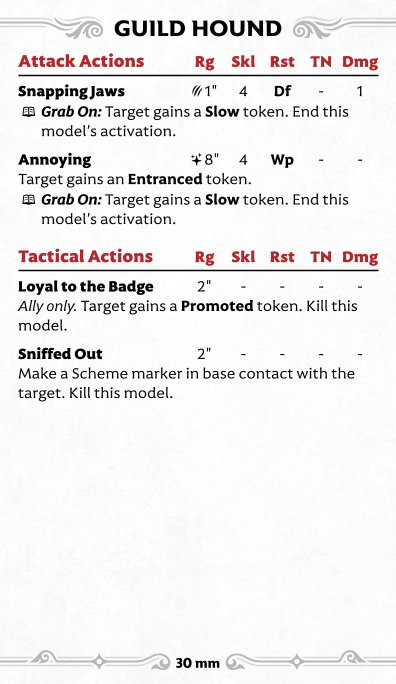 GUILD HOUND
Attack Actions Rg Skl Rst TN Dmg
Snapping Jaws 1" 4 Df - 1
Grab On: Target gains a Slow token. End this
model's activation.
Annoying 8" 4 Wp - -
Target gains an Entranced token.
Grab On: Target gains a Slow token. End this
model's activation.
Tactical Actions Rg Skl Rst TN Dmg
Loyal to the Badge 2" - - - -
Ally only. Target gains a Promoted token. Kill this
model.
Sniffed Out 2" - - - -
Make a Scheme marker in base contact with the
target. Kill this model.
30 mm